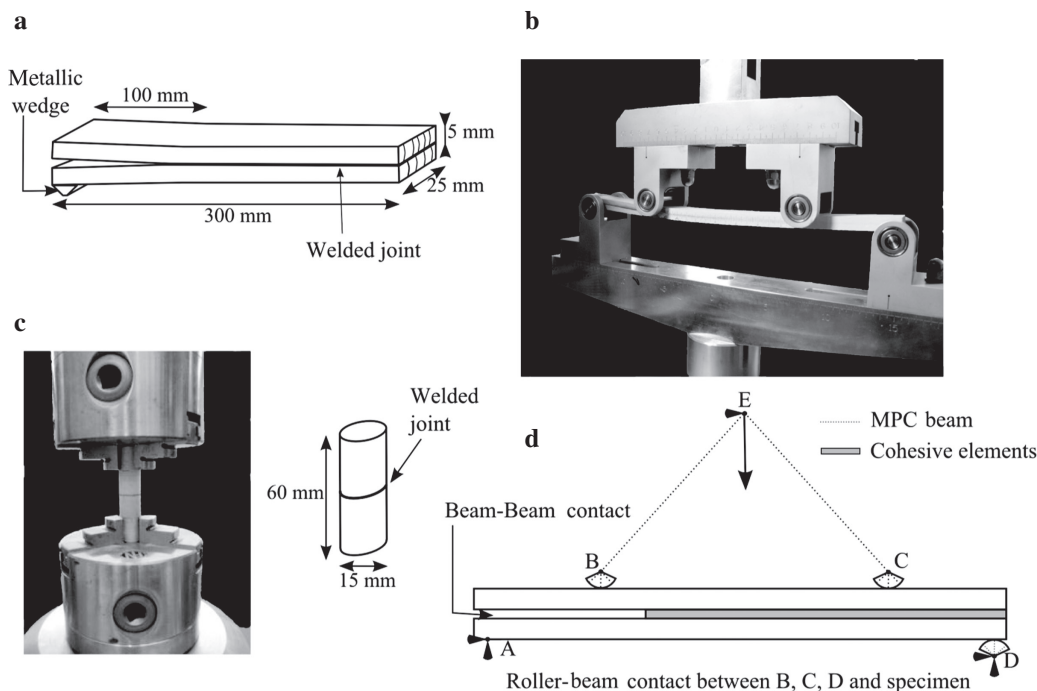 a
Metallic
wedge
100 mm
5 mm
25 mm
300 mm
Welded joint
b
c
Welded
joint
60 mm
15 mm
d
E
MPC beam
Cohesive elements
Beam-Beam contact
B
C
A
D
Roller-beam contact between B, C, D and specimen